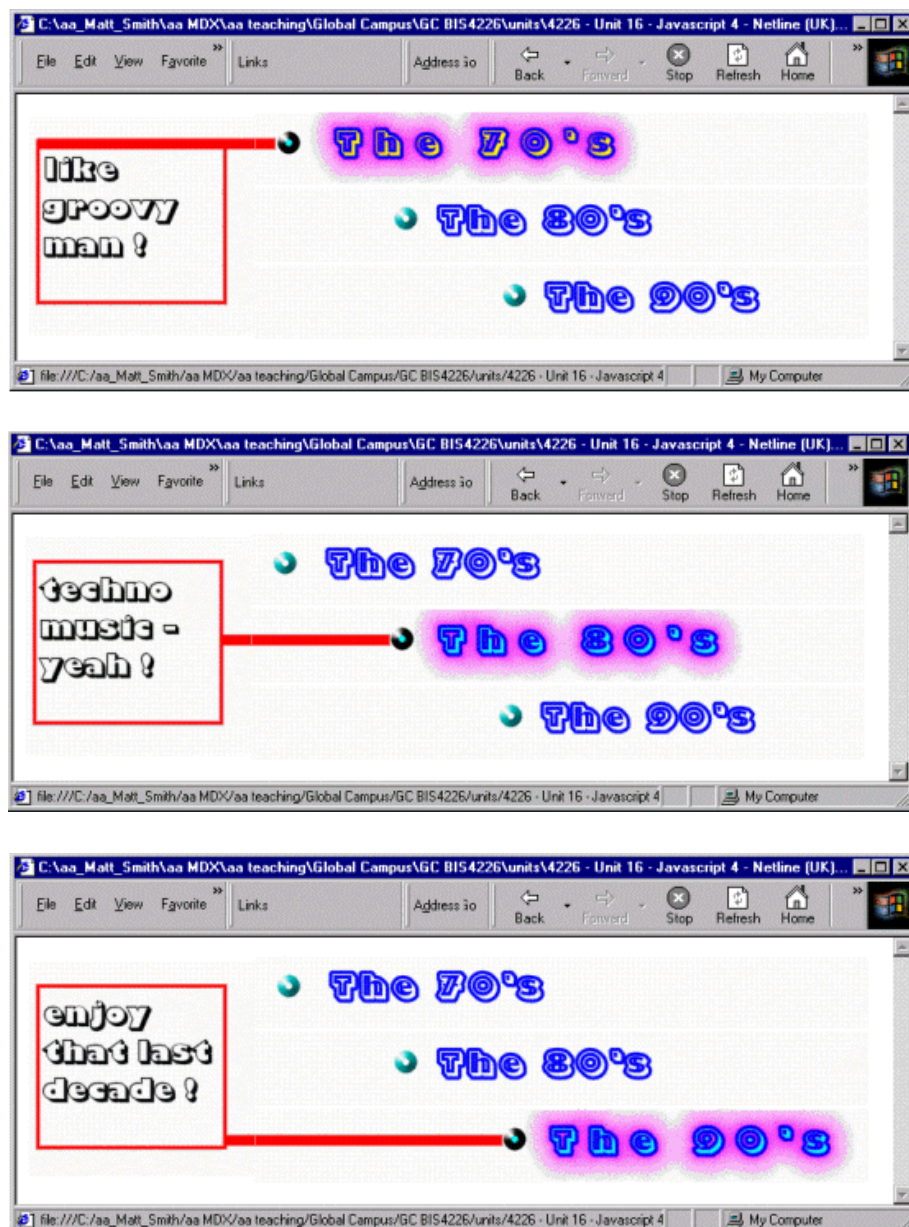 C:\aa_Matt_Smith\aa MDX\aa teaching\Global Campus\GC BIS4226\units\4226 - Unit 16 - Javascript 4 - Netline (UK)...
File Edit View Favorite » Links Address Back Forward Stop Refresh Home »
The 70's
like
groovy
man !
The 80's
The 90's
file:///C:/aa_Matt_Smith/aa MDX/aa teaching/Global Campus/GC BIS4226/units/4226 - Unit 16 - Javascript 4 My Computer
C:\aa_Matt_Smith\aa MDX\aa teaching\Global Campus\GC BIS4226\units\4226 - Unit 16 - Javascript 4 - Netline (UK)...
File Edit View Favorite » Links Address Back Forward Stop Refresh Home »
The 70's
techno
music -
yeah !
The 80's
The 90's
file:///C:/aa_Matt_Smith/aa MDX/aa teaching/Global Campus/GC BIS4226/units/4226 - Unit 16 - Javascript 4 My Computer
C:\aa_Matt_Smith\aa MDX\aa teaching\Global Campus\GC BIS4226\units\4226 - Unit 16 - Javascript 4 - Netline (UK)...
File Edit View Favorite » Links Address Back Forward Stop Refresh Home »
The 70's
enjoy
that last
decade !
The 80's
The 90's
file:///C:/aa_Matt_Smith/aa MDX/aa teaching/Global Campus/GC BIS4226/units/4226 - Unit 16 - Javascript 4 My Computer